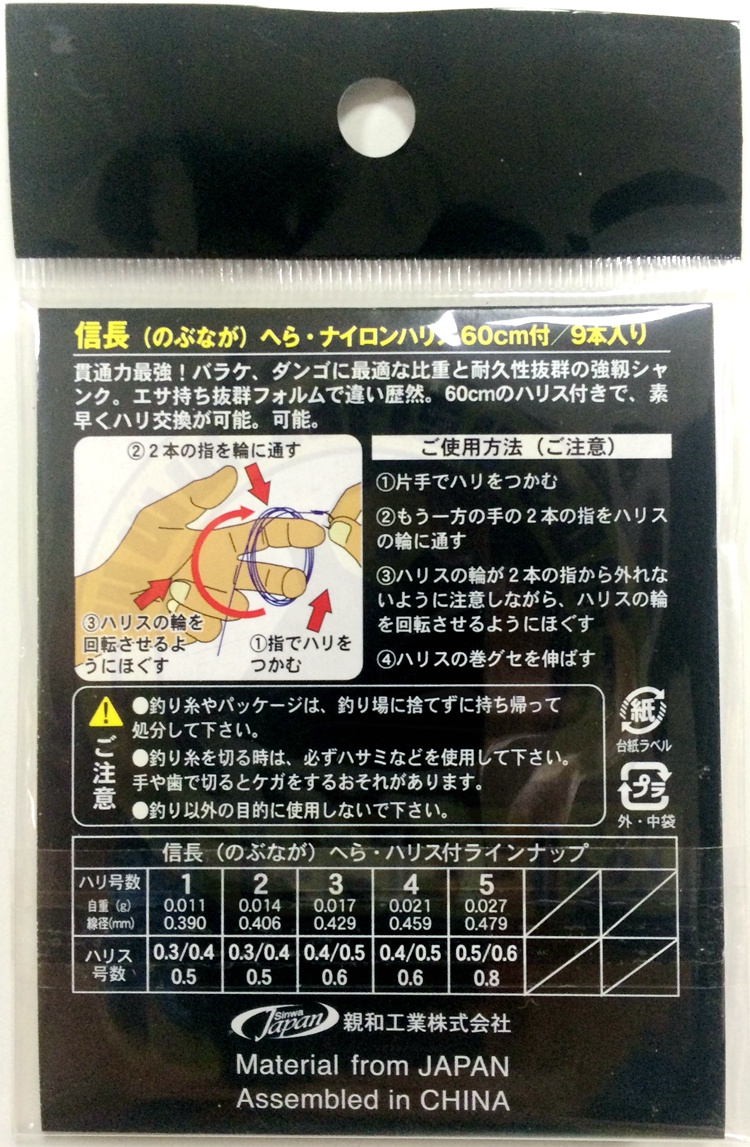 信長（のぶなが）へら・ナイロンハリス60cm付／9本入り
貫通力最強！バラケ、ダンゴに最適な比重と耐久性抜群の強靭シャ
ンク。エサ持ち抜群フォルムで違い歴然。60cmのハリス付きで、素
早くハリ交換が可能。可能。
②2本の指を輪に通す
③ハリスの輪を
回転させるよ
うにほぐす
①指でハリを
つかむ
ご使用方法（ご注意）
①片手でハリをつかむ
②もう一方の手の2本の指をハリス
の輪に通す
③ハリスの輪が2本の指から外れな
いように注意しながら、ハリスの輪
を回転させるようにほぐす
④ハリスの巻グセを伸ばす
ご注意
●釣り糸やパッケージは、釣り場に捨てずに持ち帰って
処分して下さい。
●釣り糸を切る時は、必ずハサミなどを使用して下さい。
手や歯で切るとケガをするおそれがあります。
●釣り以外の目的に使用しないで下さい。
紙
台紙ラベル
プラ
外・中袋
信長（のぶなが）へら・ハリス付ラインナップ
ハリ号数 1 2 3 4 5
自重（g） 0.011 0.014 0.017 0.021 0.027
線径(mm) 0.390 0.406 0.429 0.459 0.479
ハリス 0.3/0.4 0.3/0.4 0.4/0.5 0.4/0.5 0.5/0.6
号数 0.5 0.5 0.6 0.6 0.8
Sinwa
Japan 親和工業株式会社
Material from JAPAN
Assembled in CHINA